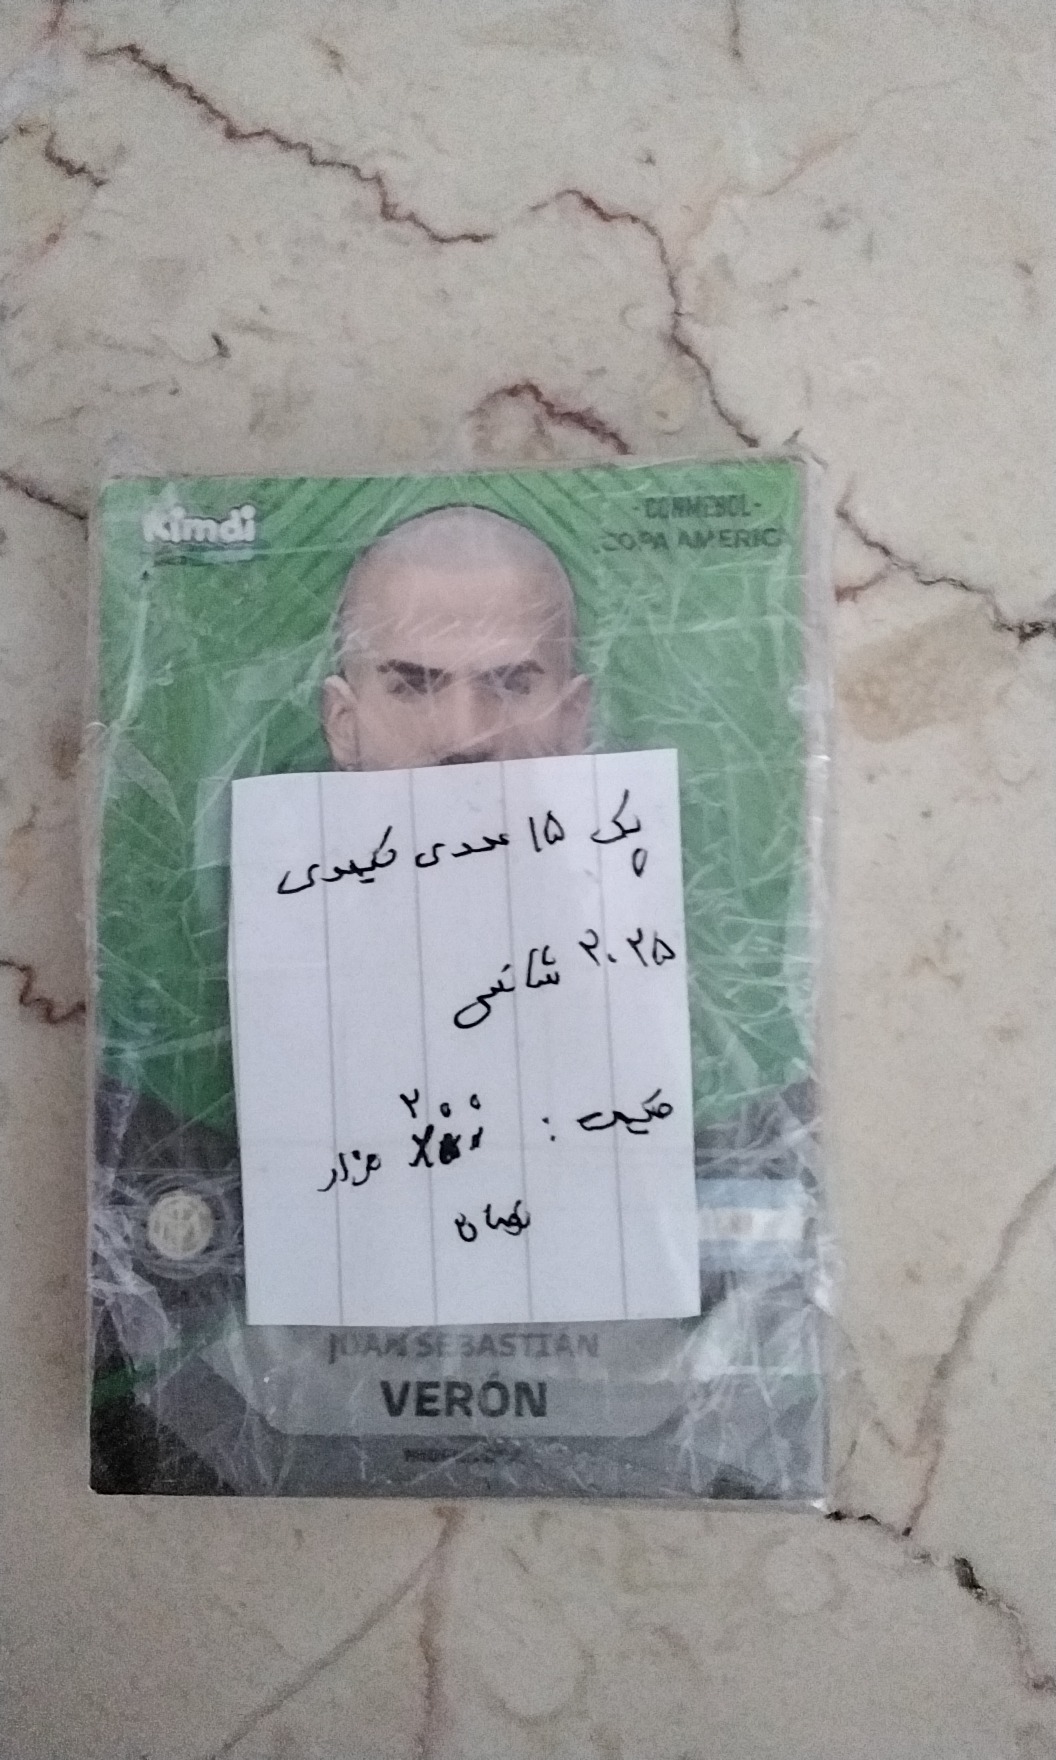 Kimdi
-CONMEBOL-
COPA AMERIC
پک ۱۵ عددی کیمدی
۲۰۲۵ شانسی
قیمت : ۲۰۰ هزار
تومان
JUAN SEBASTIAN
VERÓN